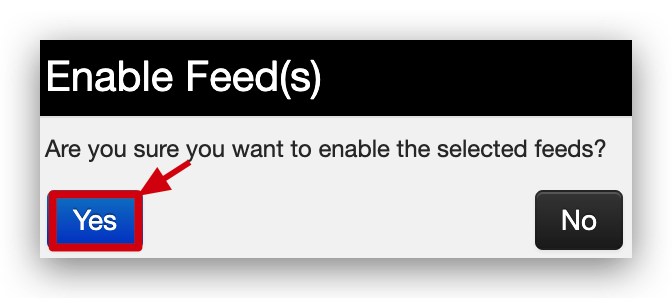 Enable Feed(s)
Are you sure you want to enable the selected feeds?
Yes
No